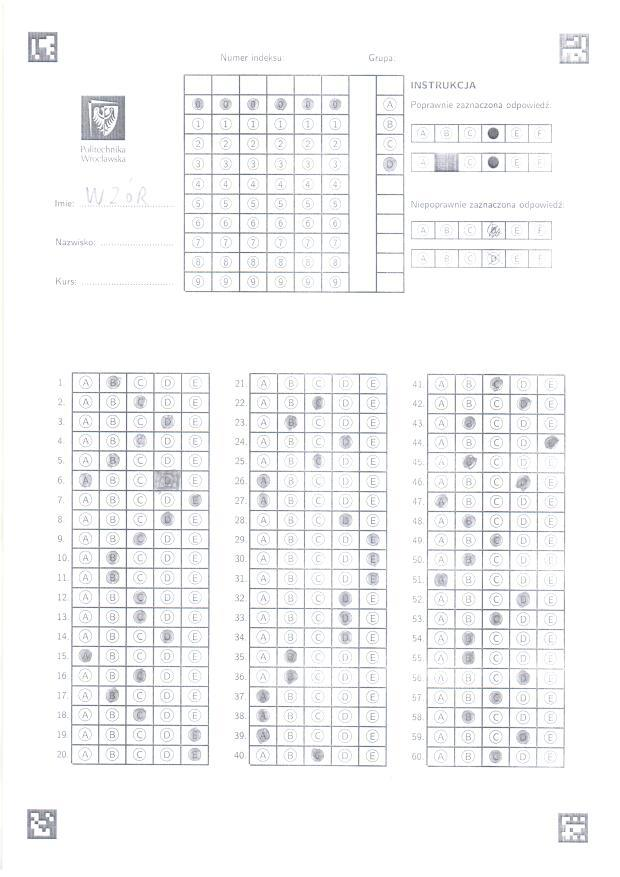 Numer indeksu: Grupa:
INSTRUKCJA
Poprawnie zaznaczona odpowiedź:
0 0 0 0 0 0 A
1 1 1 1 1 1 B
A B C E F
2 2 2 2 2 2 C
3 3 3 3 3 3 D
A C E F
4 4 4 4 4 4
5 5 5 5 5 5
6 6 6 6 6 6
7 7 7 7 7 7
8 8 8 8 8 8
9 9 9 9 9 9
Politechnika
Wrocławska
Imię: WZÓR
Nazwisko:
Kurs:
Niepoprawnie zaznaczona odpowiedź:
A B C D E F
A B C D E F
1. A B C D E
2. A B C D E
3. A B C D E
4. A B C D E
5. A B C D E
6. A B C D E
7. A B C D E
8. A B C D E
9. A B C D E
10. A B C D E
11. A B C D E
12. A B C D E
13. A B C D E
14. A B C D E
15. A B C D E
16. A B C D E
17. A B C D E
18. A B C D E
19. A B C D E
20. A B C D E
21. A B C D E
22. A B C D E
23. A B C D E
24. A B C D E
25. A B C D E
26. A B C D E
27. A B C D E
28. A B C D E
29. A B C D E
30. A B C D E
31. A B C D E
32. A B C D E
33. A B C D E
34. A B C D E
35. A B C D E
36. A B C D E
37. A B C D E
38. A B C D E
39. A B C D E
40. A B C D E
41. A B C D E
42. A B C D E
43. A B C D E
44. A B C D E
45. A B C D E
46. A B C D E
47. A B C D E
48. A B C D E
49. A B C D E
50. A B C D E
51. A B C D E
52. A B C D E
53. A B C D E
54. A B C D E
55. A B C D E
56. A B C D E
57. A B C D E
58. A B C D E
59. A B C D E
60. A B C D E